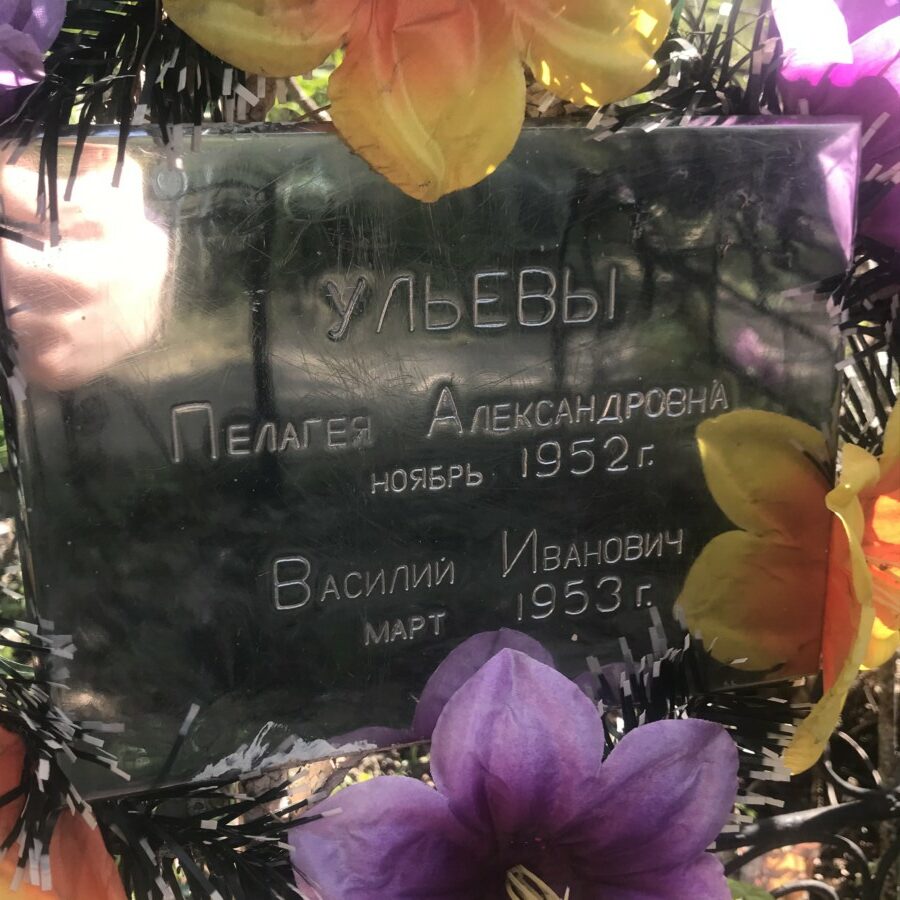 УЛЬЕВЫ
ПЕЛАГЕЯ АЛЕКСАНДРОВНА
НОЯБРЬ 1952 г.
ВАСИЛИЙ ИВАНОВИЧ
МАРТ 1953 г.